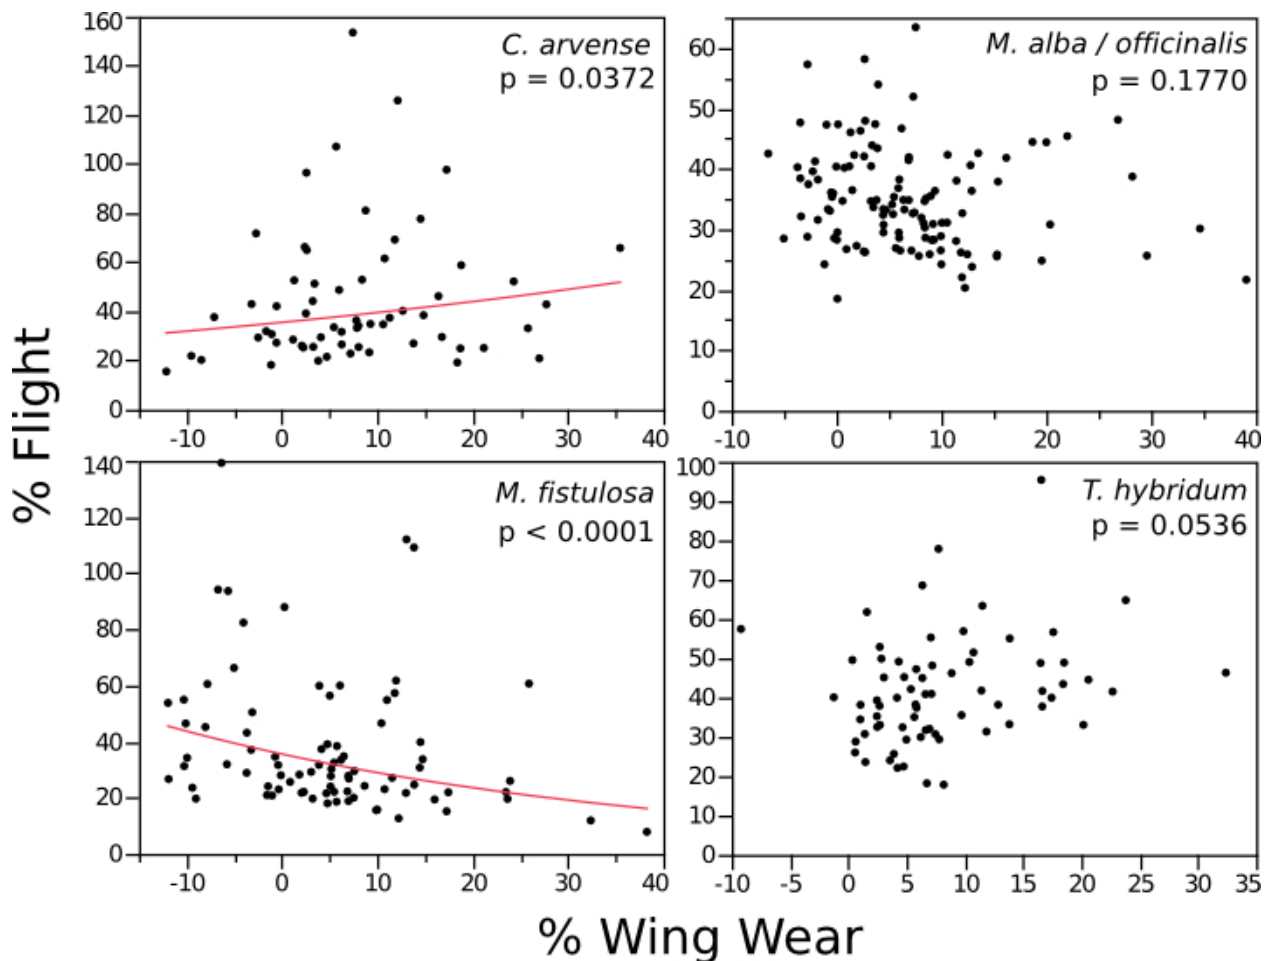 % Flight
160
140
120
100
80
60
40
20
0
-10 0 10 20 30 40
C. arvense
p = 0.0372
60
50
40
30
20
10
0
-10 0 10 20 30 40
M. alba / officinalis
p = 0.1770
140
120
100
80
60
40
20
0
-10 0 10 20 30 40
M. fistulosa
p < 0.0001
100
90
80
70
60
50
40
30
20
10
0
-10 -5 0 5 10 15 20 25 30 35
T. hybridum
p = 0.0536
% Wing Wear